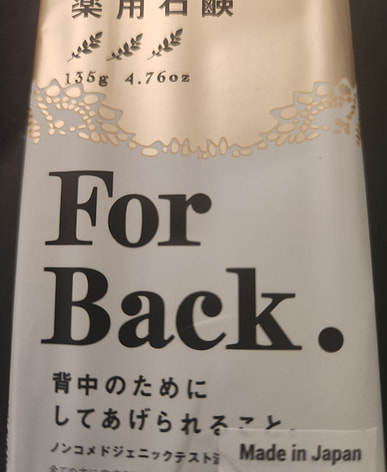 薬用石鹸
135g 4.76oz
For
Back.
背中のために
してあげられること。
ノンコメドジェニックテスト
Made in Japan